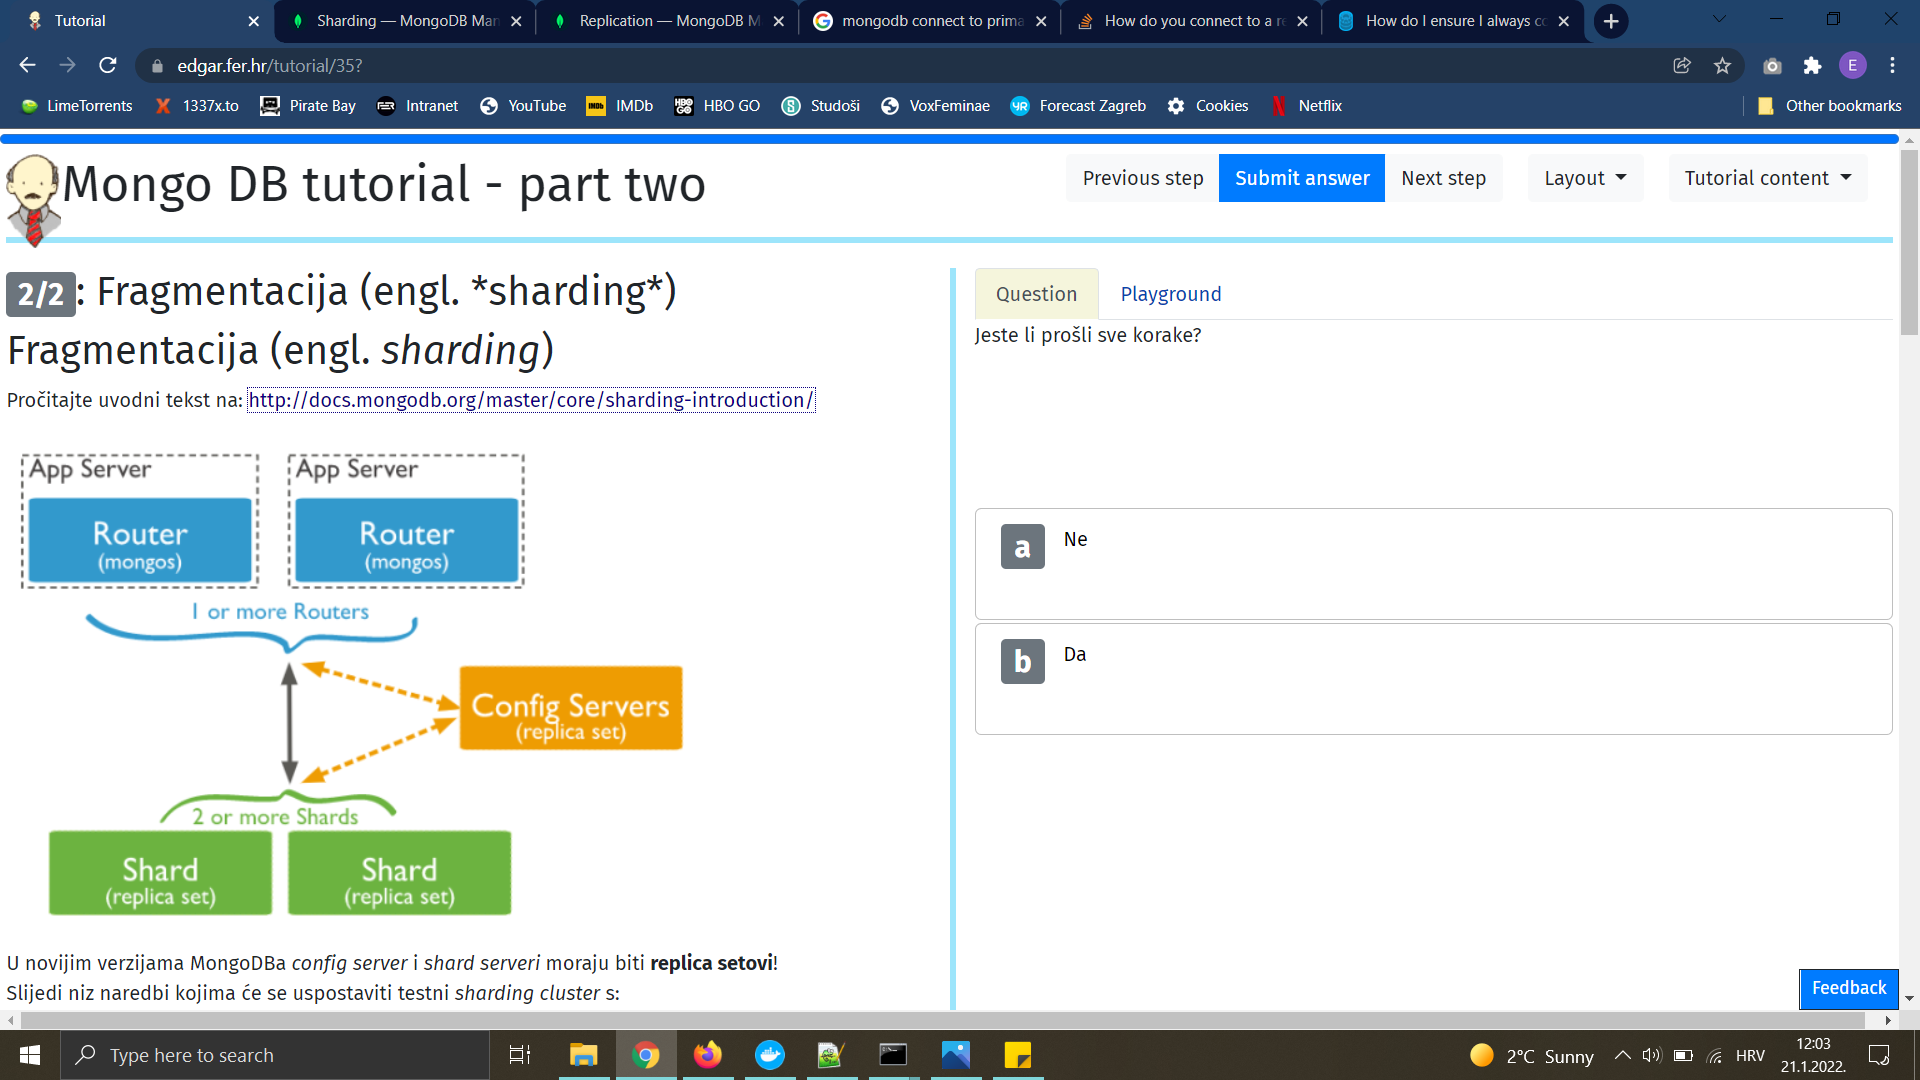 Tutorial
Sharding — MongoDB Man
Replication — MongoDB M
mongodb connect to prima
How do you connect to a re
How do I ensure I always co
edgar.fer.hr/tutorial/35?
E
LimeTorrents
1337x.to
Pirate Bay
Intranet
YouTube
IMDb
HBO GO
Studoši
VoxFeminae
Forecast Zagreb
Cookies
Netflix
Other bookmarks
Mongo DB tutorial - part two
Previous step
Submit answer
Next step
Layout
Tutorial content
2/2: Fragmentacija (engl. *sharding*)
Fragmentacija (engl. sharding)
Pročitajte uvodni tekst na: http://docs.mongodb.org/master/core/sharding-introduction/
App Server
App Server
Router
(mongos)
Router
(mongos)
1 or more Routers
Config Servers
(replica set)
2 or more Shards
Shard
(replica set)
Shard
(replica set)
U novijim verzijama MongoDBa config server i shard serveri moraju biti replica setovi!
Slijedi niz naredbi kojima će se uspostaviti testni sharding cluster s:
Question
Playground
Jeste li prošli sve korake?
a
Ne
b
Da
Feedback
Type here to search
2°C Sunny
HRV
12:03
21.1.2022.